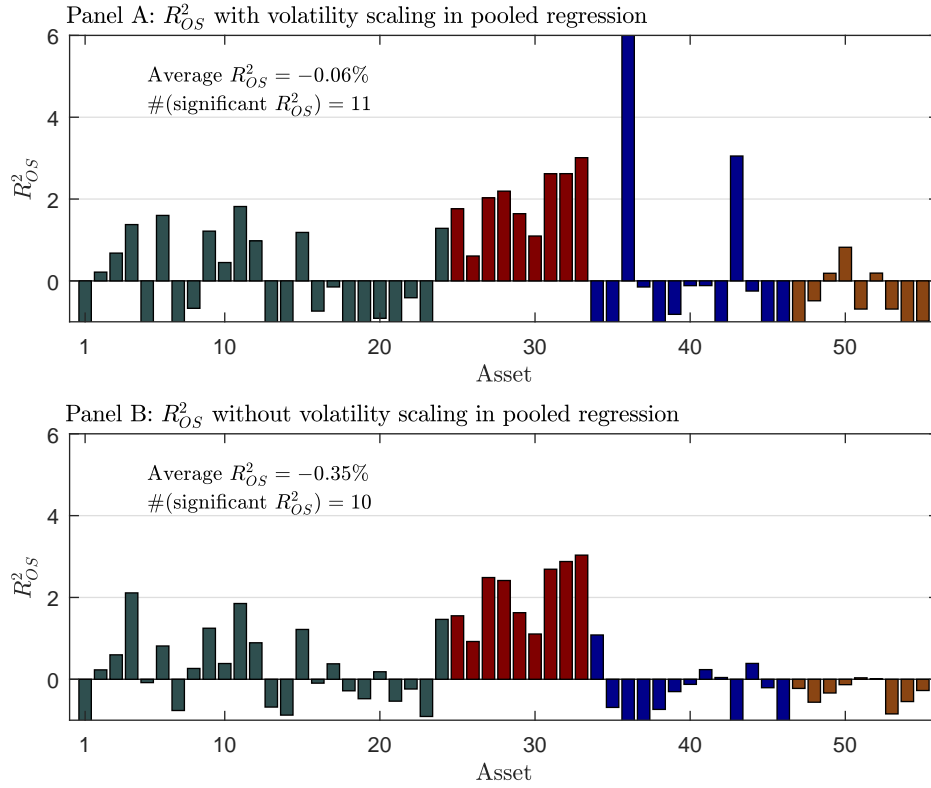 Panel A: $R^2_{OS}$ with volatility scaling in pooled regression
6
Average $R^2_{OS}$ = −0.06%
#(significant $R^2_{OS}$) = 11
4
$R^2_{OS}$
2
0
1 10 20 30 40 50
Asset
Panel B: $R^2_{OS}$ without volatility scaling in pooled regression
6
Average $R^2_{OS}$ = −0.35%
#(significant $R^2_{OS}$) = 10
4
$R^2_{OS}$
2
0
1 10 20 30 40 50
Asset